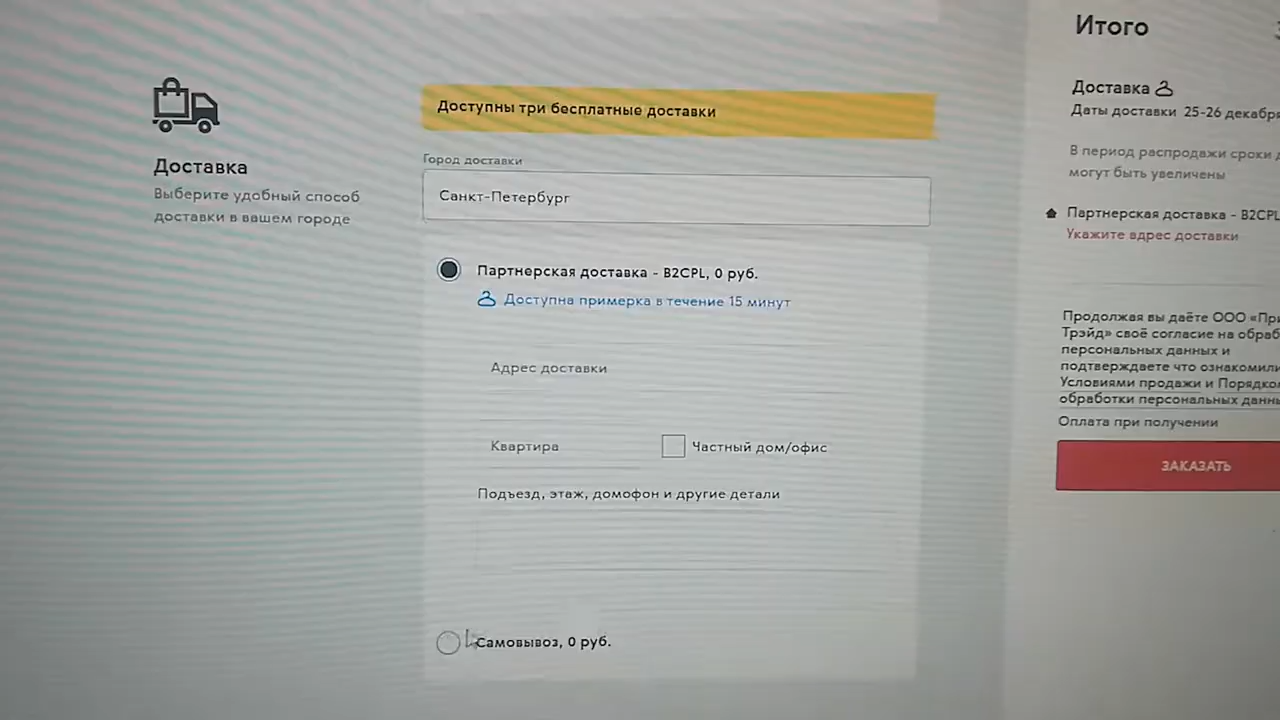 Доставка
Выберите удобный способ
доставки в вашем городе
Доступны три бесплатные доставки
Город доставки
Санкт-Петербург
Партнерская доставка - B2CPL, 0 руб.
Доступна примерка в течение 15 минут
Адрес доставки
Квартира
Частный дом/офис
Подъезд, этаж, домофон и другие детали
Самовывоз, 0 руб.
Итого
Доставка
Даты доставки 25-26 декабря
В период распродажи сроки
могут быть увеличены
Партнерская доставка - B2CPL
Укажите адрес доставки
Продолжая вы даёте ООО
Трэйд» своё согласие на
персональных данных и
подтверждаете что
Условиями продажи и
обработки персональных
Оплата при получении
ЗАКАЗАТЬ